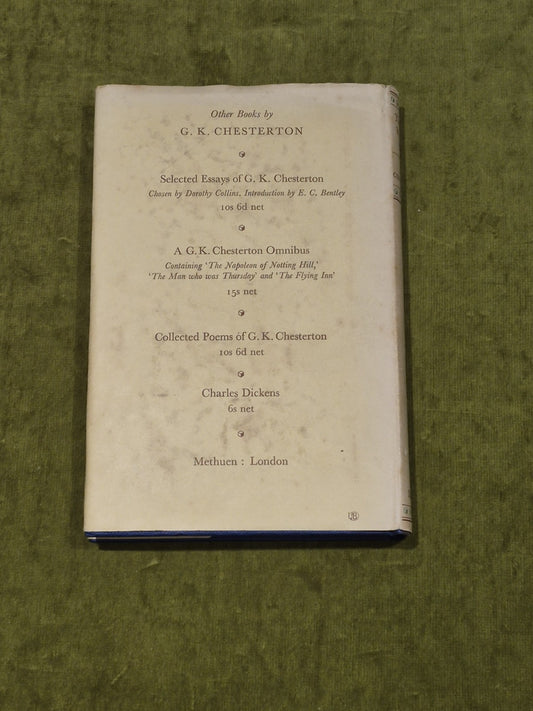 Other Books by
G. K. CHESTERTON
Selected Essays of G. K. Chesterton
Chosen by Dorothy Collins, Introduction by E. C. Bentley
10s 6d net
A G. K. Chesterton Omnibus
Containing 'The Napoleon of Notting Hill,'
'The Man who was Thursday' and 'The Flying Inn'
15s net
Collected Poems of G. K. Chesterton
10s 6d net
Charles Dickens
6s net
Methuen : London